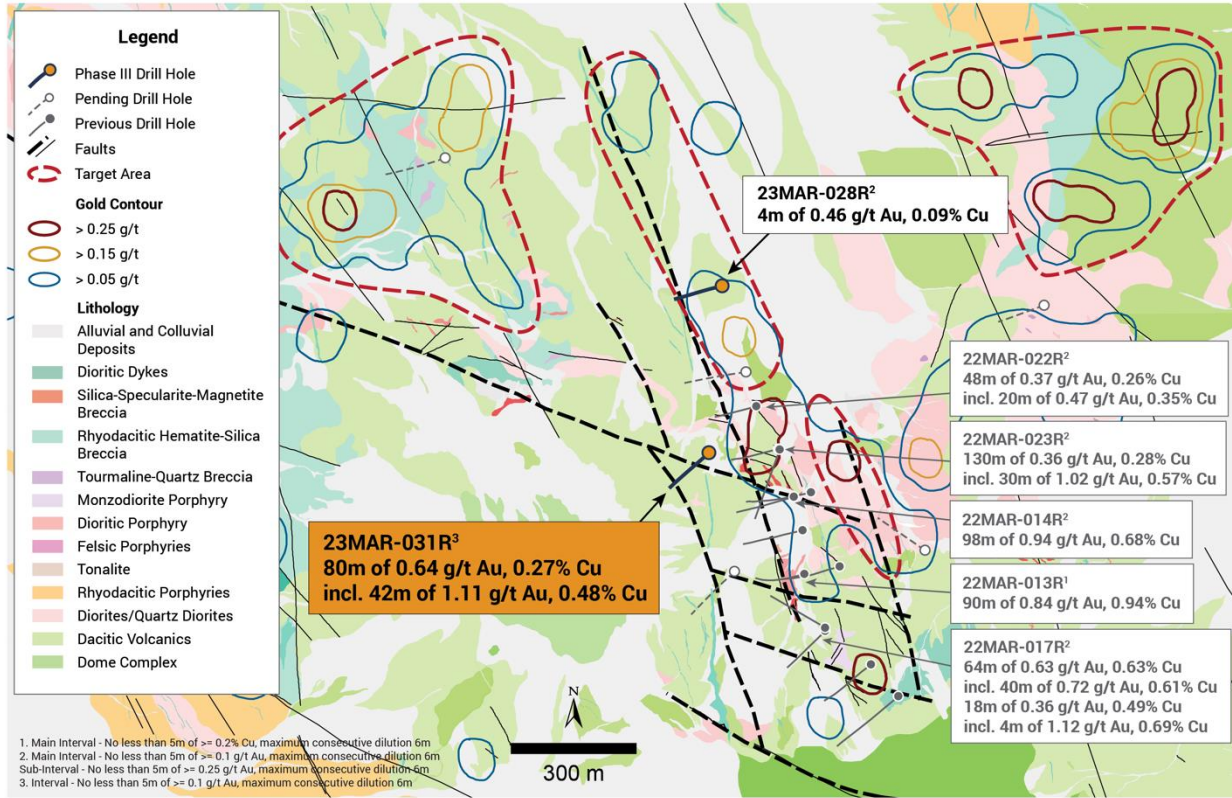 Legend
Phase III Drill Hole
Pending Drill Hole
Previous Drill Hole
Faults
Target Area
Gold Contour
> 0.25 g/t
> 0.15 g/t
> 0.05 g/t
Lithology
Alluvial and Colluvial
Deposits
Dioritic Dykes
Silica-Specularite-Magnetite
Breccia
Rhyodacitic Hematite-Silica
Breccia
Tourmaline-Quartz Breccia
Monzodiorite Porphyry
Dioritic Porphyry
Felsic Porphyries
Tonalite
Rhyodacitic Porphyries
Diorites/Quartz Diorites
Dacitic Volcanics
Dome Complex
23MAR-028R²
4m of 0.46 g/t Au, 0.09% Cu
23MAR-031R³
80m of 0.64 g/t Au, 0.27% Cu
incl. 42m of 1.11 g/t Au, 0.48% Cu
22MAR-022R²
48m of 0.37 g/t Au, 0.26% Cu
incl. 20m of 0.47 g/t Au, 0.35% Cu
22MAR-023R²
130m of 0.36 g/t Au, 0.28% Cu
incl. 30m of 1.02 g/t Au, 0.57% Cu
22MAR-014R²
98m of 0.94 g/t Au, 0.68% Cu
22MAR-013R¹
90m of 0.84 g/t Au, 0.94% Cu
22MAR-017R²
64m of 0.63 g/t Au, 0.63% Cu
incl. 40m of 0.72 g/t Au, 0.61% Cu
18m of 0.36 g/t Au, 0.49% Cu
incl. 4m of 1.12 g/t Au, 0.69% Cu
N
300 m
1. Main Interval - No less than 5m of >= 0.2% Cu, maximum consecutive dilution 6m
2. Main Interval - No less than 5m of >= 0.1 g/t Au, maximum consecutive dilution 6m
Sub-Interval - No less than 5m of >= 0.25 g/t Au, maximum consecutive dilution 6m
3. Interval - No less than 5m of >= 0.1 g/t Au, maximum consecutive dilution 6m